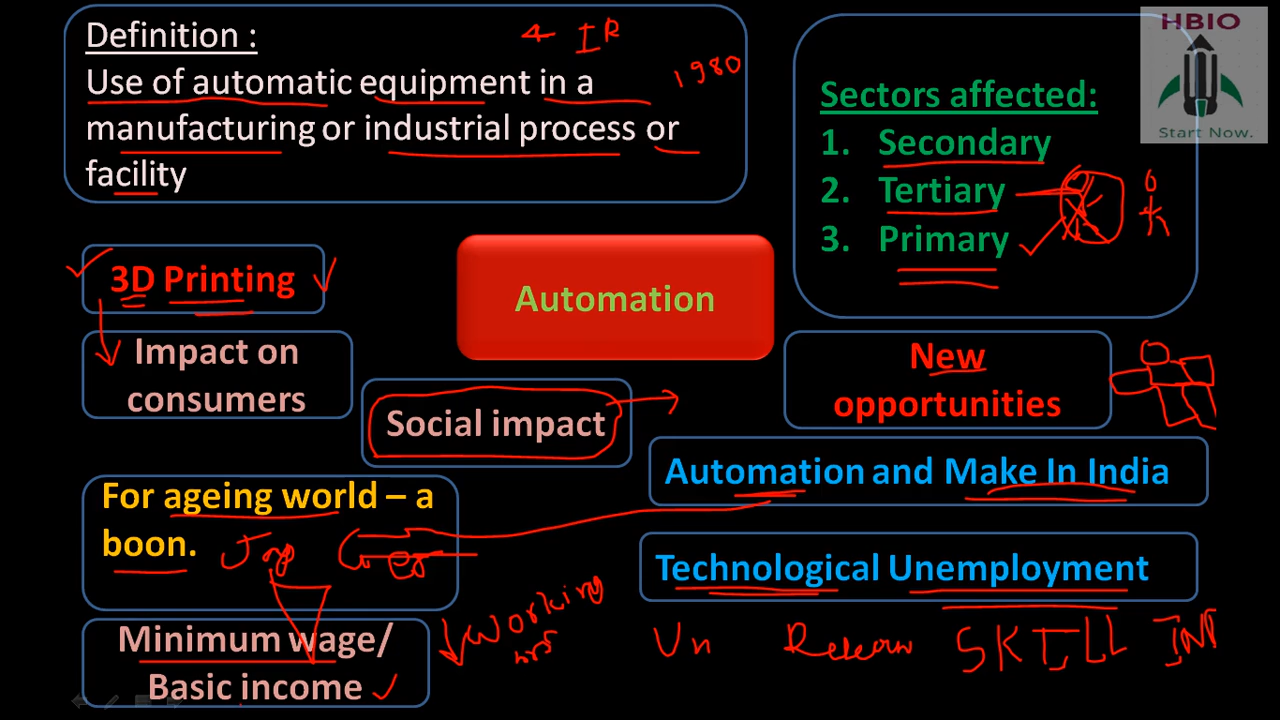 Definition :
Use of automatic equipment in a
manufacturing or industrial process or
facility
IR
1980
HBIO
Start Now.
Sectors affected:
1. Secondary
2. Tertiary
3. Primary
3D Printing
Automation
Impact on
consumers
New
opportunities
Social impact
Automation and Make In India
For ageing world – a
boon.
Jap
Technological Unemployment
Minimum wage/
Basic income
Working
hrs
Un
SKILL